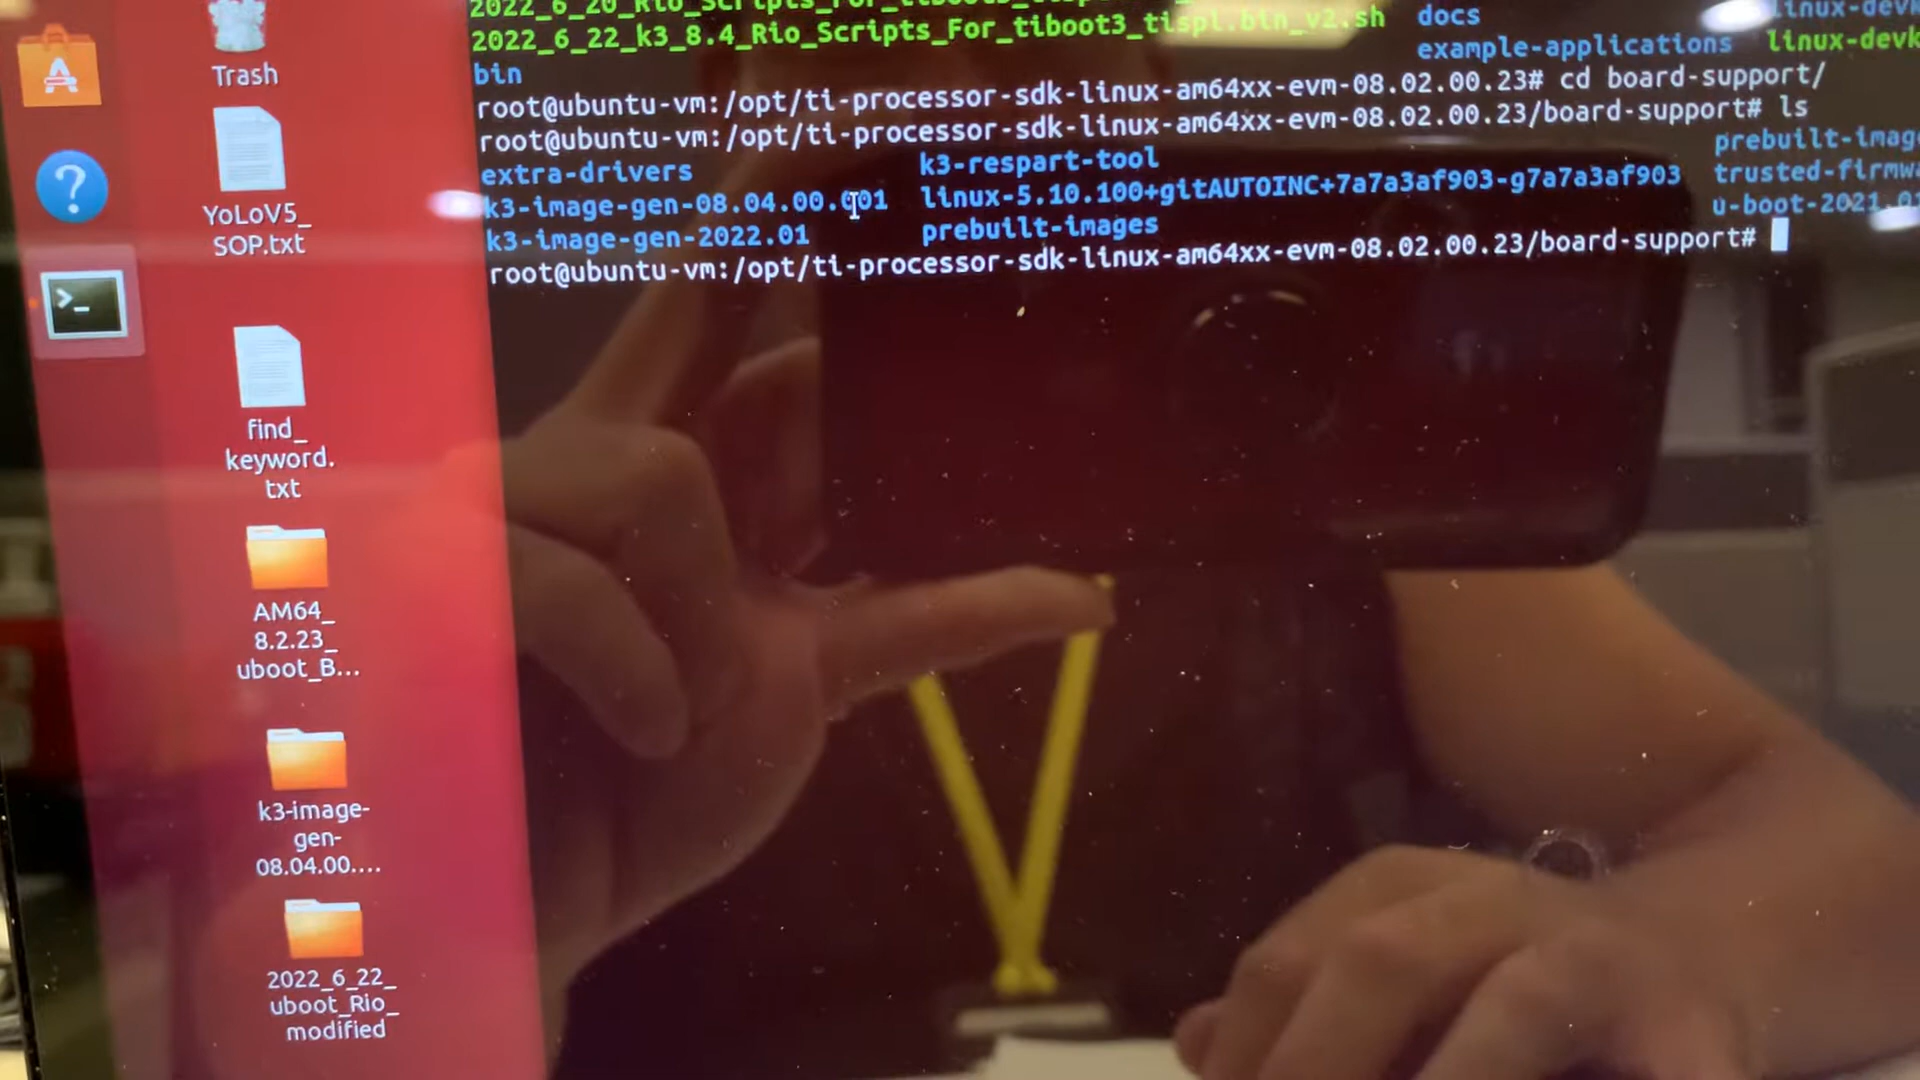 Trash
YoLoV5_
SOP.txt
find_
keyword.
txt
AM64_
8.2.23_
uboot_B...
k3-image-
gen-
08.04.00....
2022_6_22_
uboot_Rio_
modified
2022_6_22_k3_8.4_Rio_Scripts_For_tiboot3_tispl.bin_v2.sh docs
example-applications
bin
root@ubuntu-vm:/opt/ti-processor-sdk-linux-am64xx-evm-08.02.00.23# cd board-support/
root@ubuntu-vm:/opt/ti-processor-sdk-linux-am64xx-evm-08.02.00.23/board-support# ls
extra-drivers k3-respart-tool
k3-image-gen-08.04.00.001 linux-5.10.100+gitAUTOINC+7a7a3af903-g7a7a3af903
k3-image-gen-2022.01 prebuilt-images
root@ubuntu-vm:/opt/ti-processor-sdk-linux-am64xx-evm-08.02.00.23/board-support#